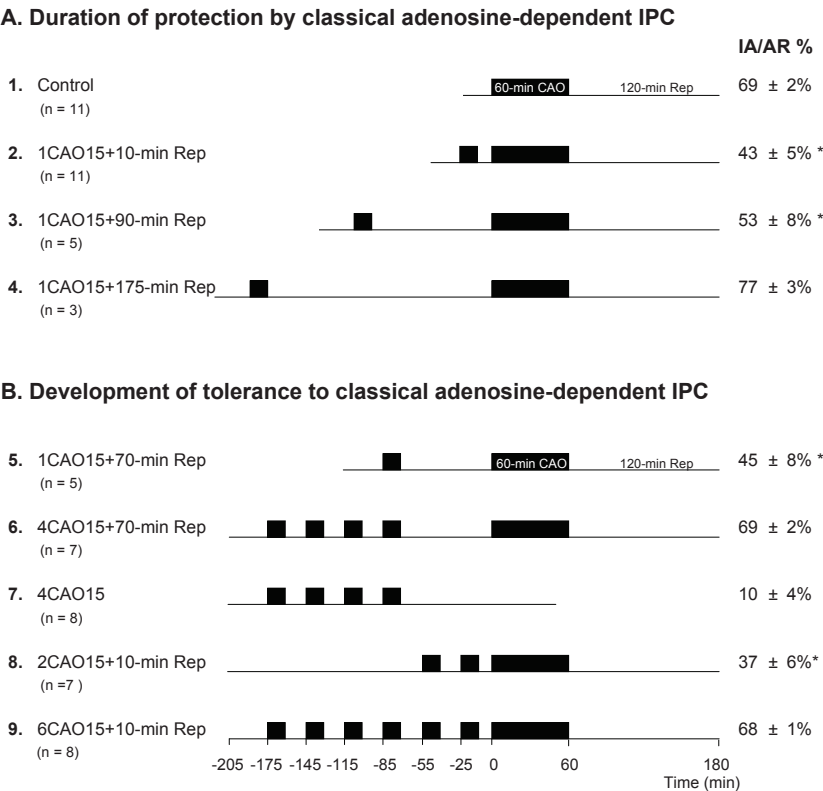 A. Duration of protection by classical adenosine-dependent IPC
IA/AR %
1. Control 60-min CAO 120-min Rep 69 ± 2%
(n = 11)
2. 1CAO15+10-min Rep 43 ± 5% *
(n = 11)
3. 1CAO15+90-min Rep 53 ± 8% *
(n = 5)
4. 1CAO15+175-min Rep 77 ± 3%
(n = 3)
B. Development of tolerance to classical adenosine-dependent IPC
5. 1CAO15+70-min Rep 60-min CAO 120-min Rep 45 ± 8% *
(n = 5)
6. 4CAO15+70-min Rep 69 ± 2%
(n = 7)
7. 4CAO15 10 ± 4%
(n = 8)
8. 2CAO15+10-min Rep 37 ± 6%*
(n =7 )
9. 6CAO15+10-min Rep 68 ± 1%
(n = 8)
-205 -175 -145 -115 -85 -55 -25 0 60 180
Time (min)